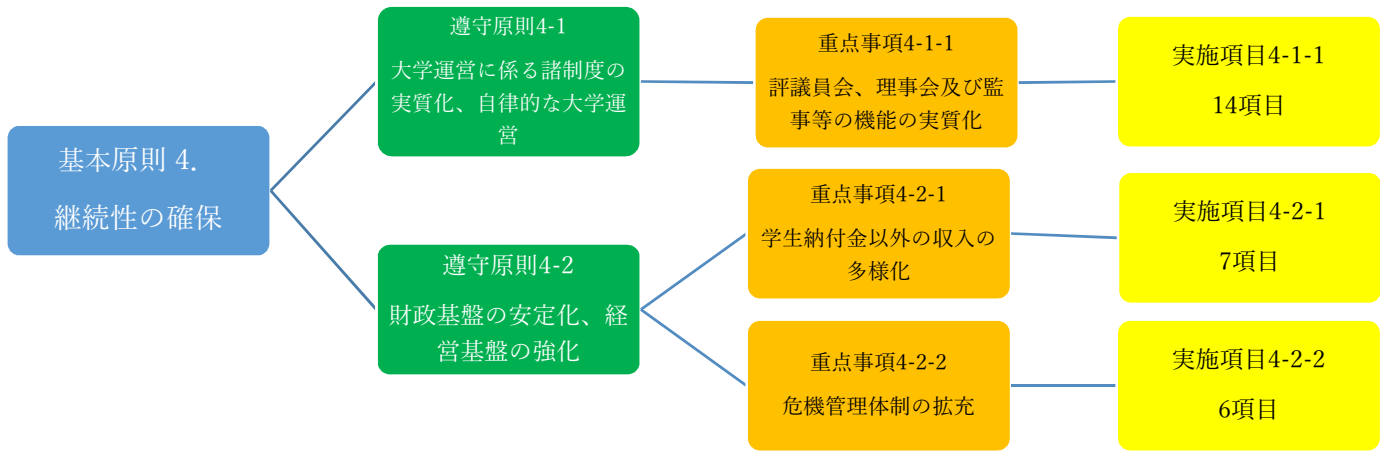 基本原則 4.
継続性の確保
遵守原則4-1
大学運営に係る諸制度の
実質化、自律的な大学運
営
重点事項4-1-1
評議員会、理事会及び監
事等の機能の実質化
実施項目4-1-1
14項目
遵守原則4-2
財政基盤の安定化、経
営基盤の強化
重点事項4-2-1
学生納付金以外の収入の
多様化
実施項目4-2-1
7項目
重点事項4-2-2
危機管理体制の拡充
実施項目4-2-2
6項目